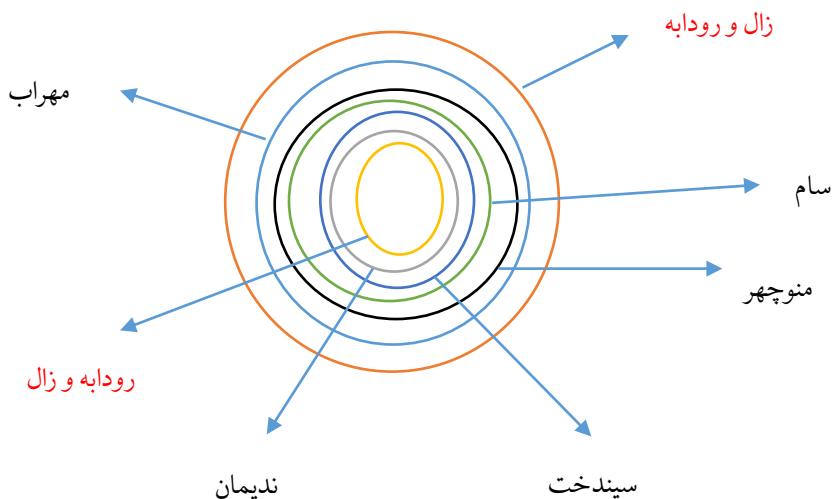 زال و رودابه
مهراب
سام
منوچهر
رودابه و زال
سیندخت
ندیمان